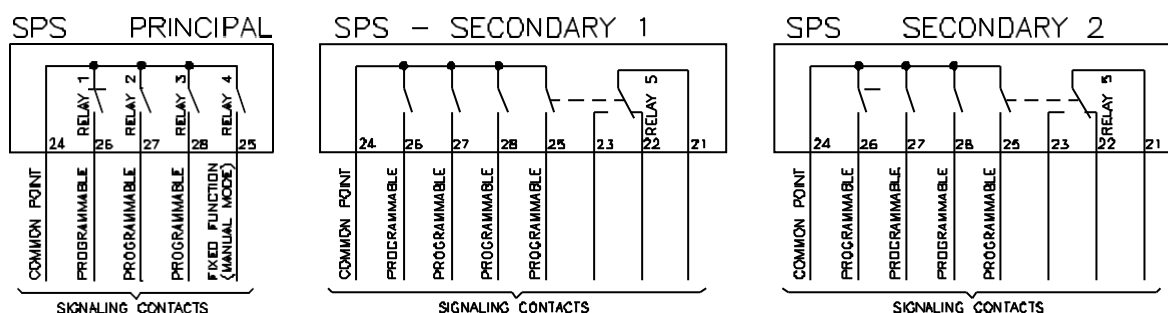 SPS PRINCIPAL
RELAY 1
RELAY 2
RELAY 3
RELAY 4
24 26 27 28 25
COMMON POINT
PROGRAMMABLE
PROGRAMMABLE
PROGRAMMABLE
FIXED FUNCTION
(MANUAL MODE)
SIGNALING CONTACTS
SPS - SECONDARY 1
RELAY 5
24 26 27 28 25 23 22 21
COMMON POINT
PROGRAMMABLE
PROGRAMMABLE
PROGRAMMABLE
PROGRAMMABLE
SIGNALING CONTACTS
SPS SECONDARY 2
RELAY 5
24 26 27 28 25 23 22 21
COMMON POINT
PROGRAMMABLE
PROGRAMMABLE
PROGRAMMABLE
PROGRAMMABLE
SIGNALING CONTACTS